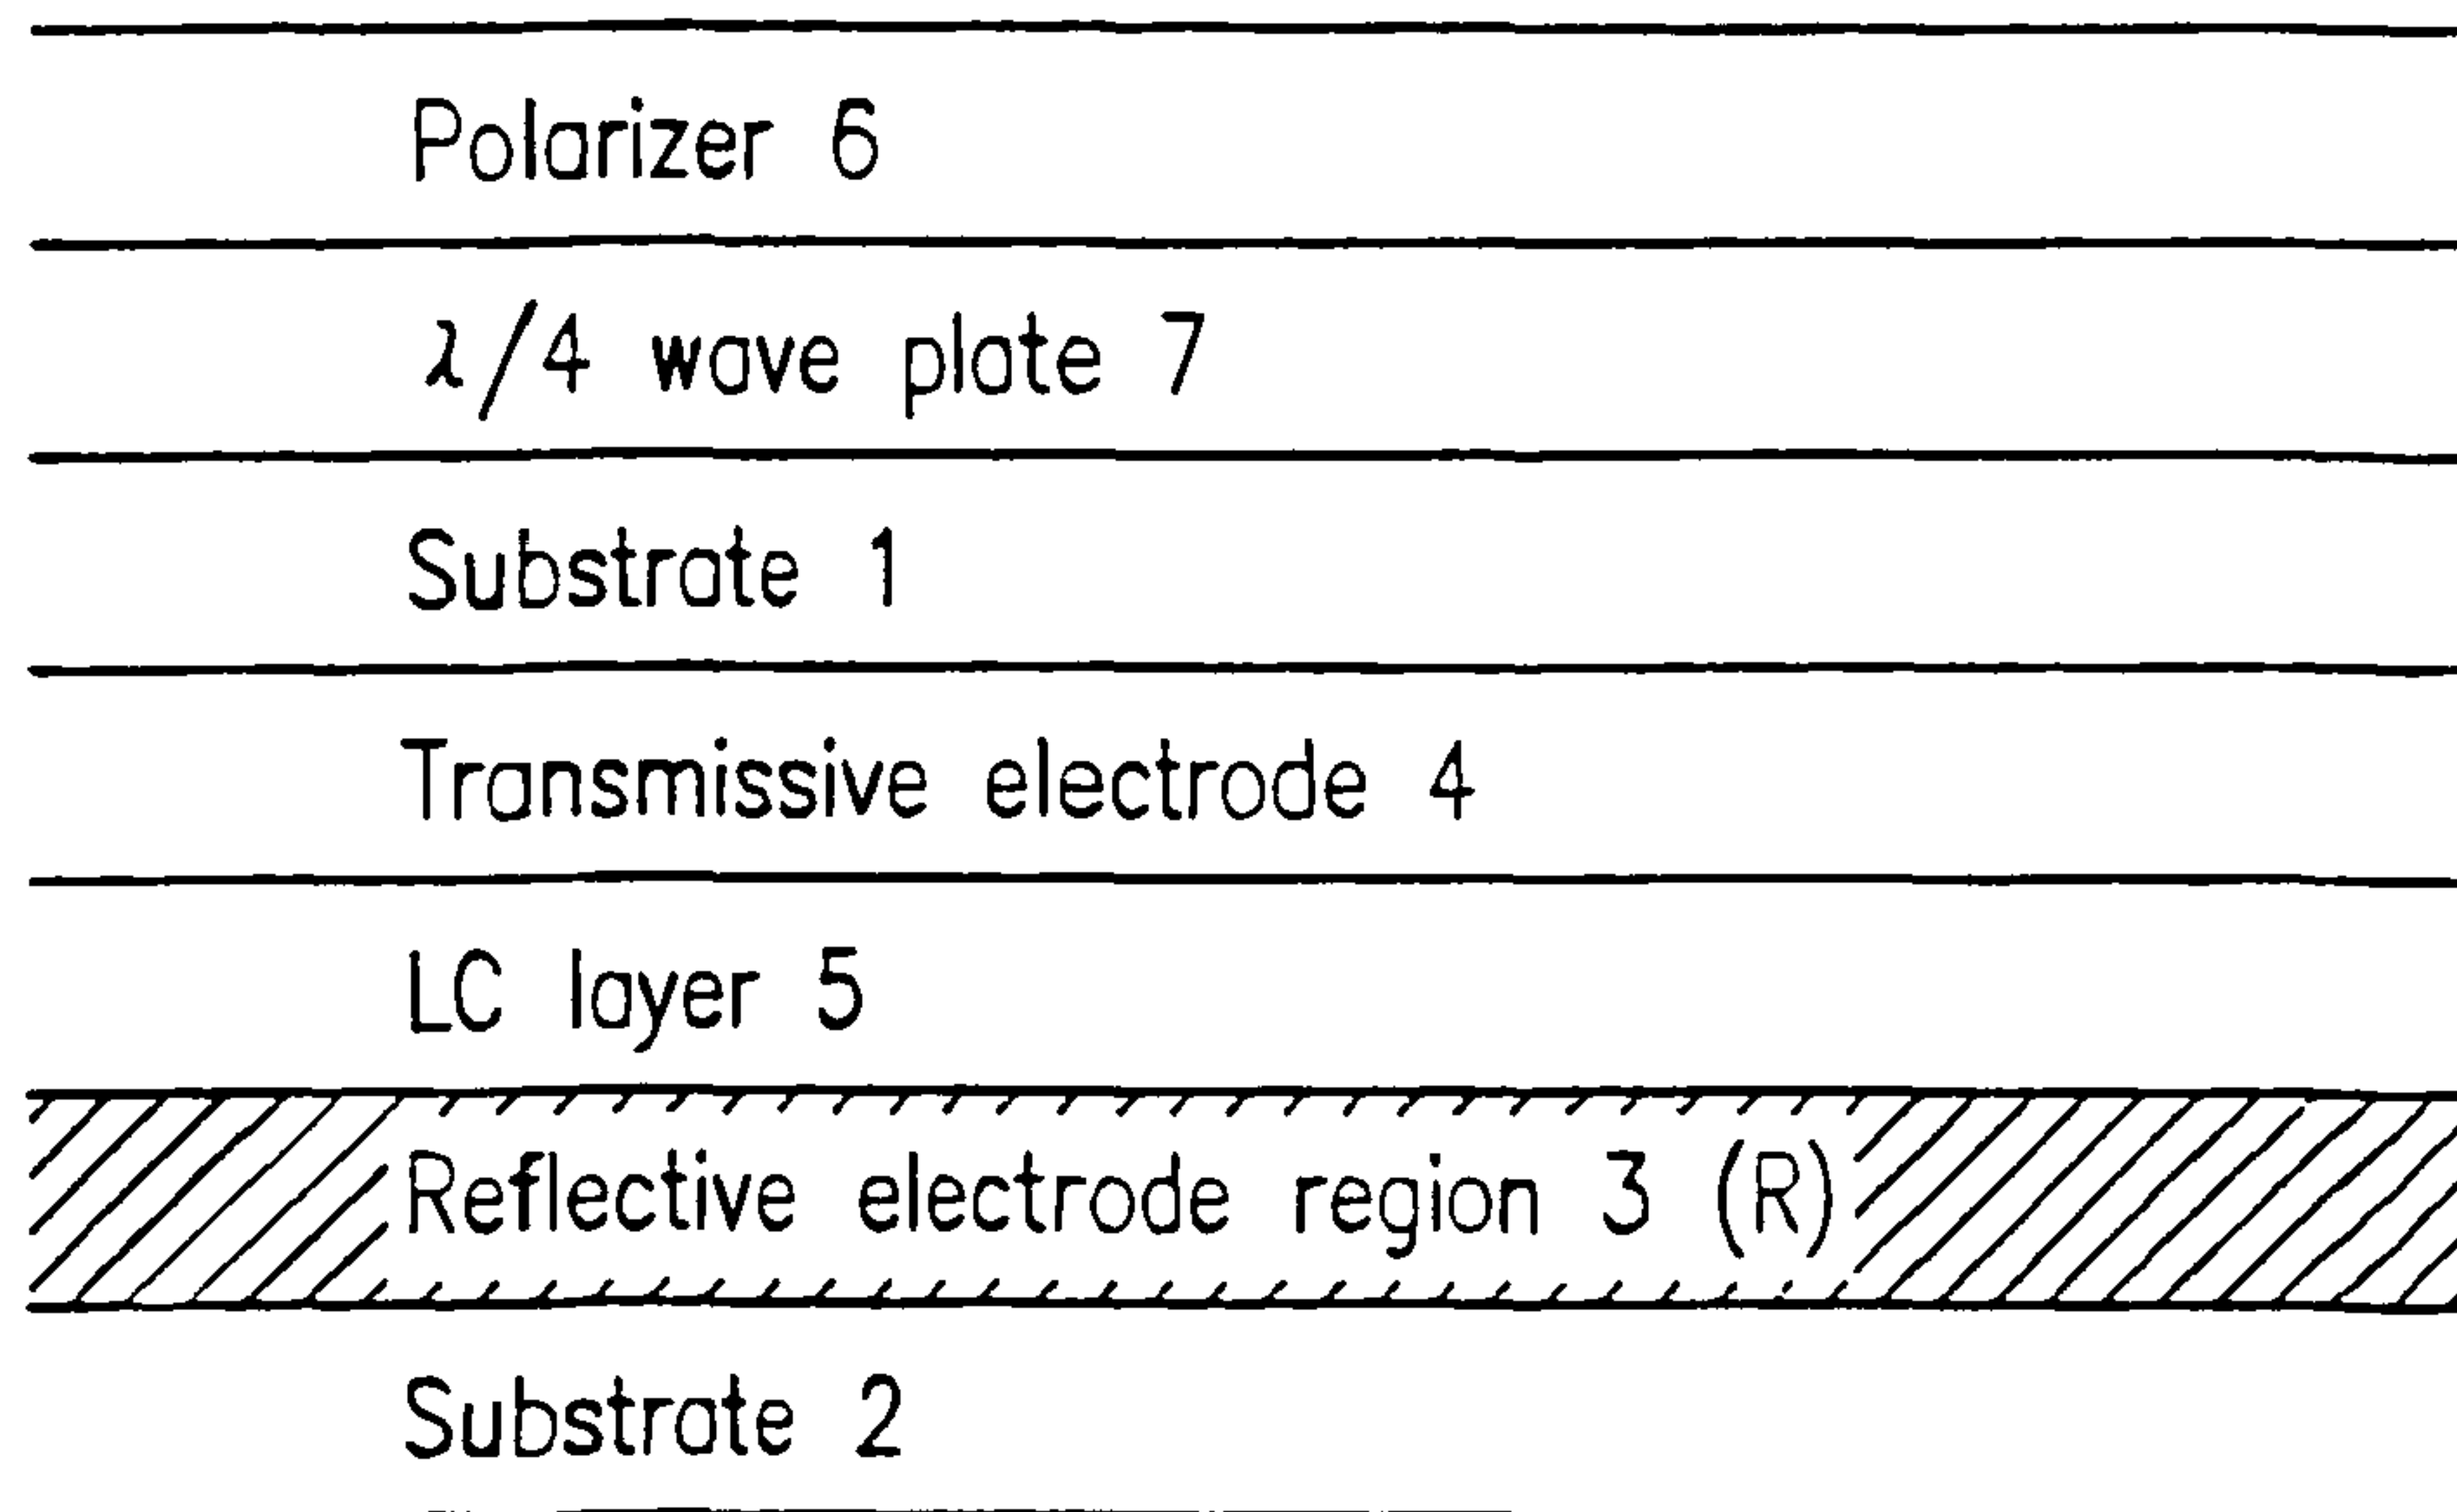 Polarizer 6
λ/4 wave plate 7
Substrate 1
Transmissive electrode 4
LC layer 5
Reflective electrode region 3 (R)
Substrate 2